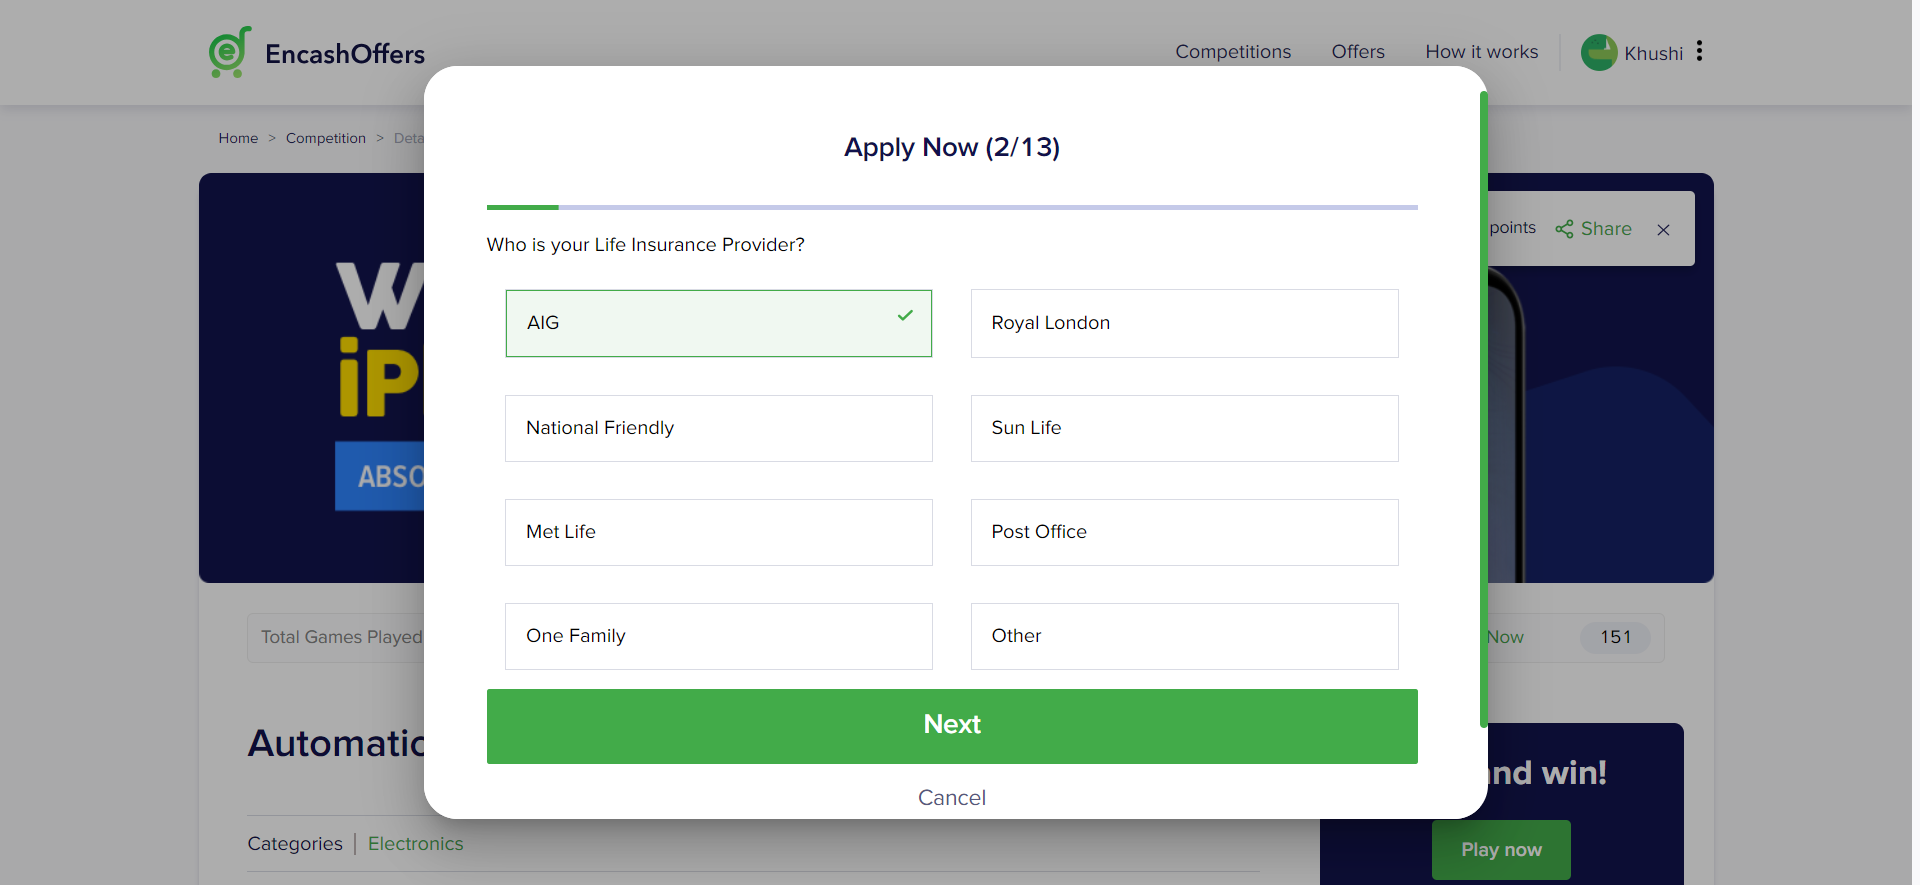 EncashOffers
Competitions
Offers
How it works
Khushi
Home > Competition > Deta
Apply Now (2/13)
Who is your Life Insurance Provider?
AIG
Royal London
National Friendly
Sun Life
Met Life
Post Office
One Family
Other
Next
Cancel
W
iP
ABSO
points
Share
Total Games Played
Now
151
Automatic
Categories | Electronics
and win!
Play now